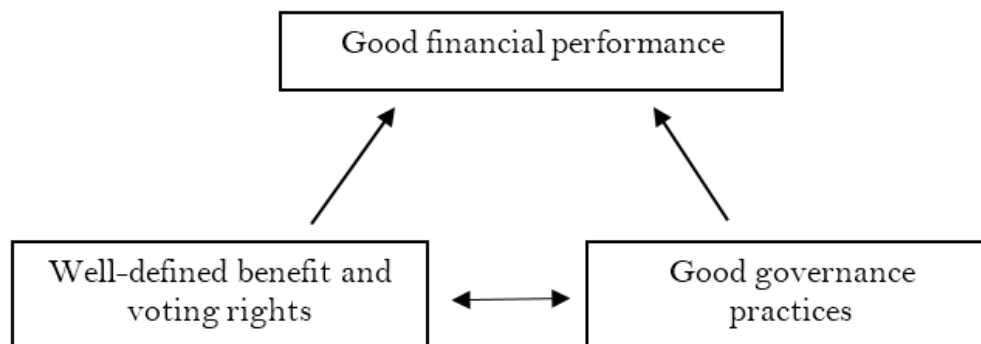 Good financial performance
Well-defined benefit and
voting rights
Good governance
practices